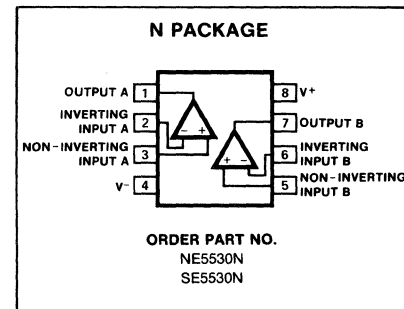 N PACKAGE
OUTPUT A 1
8 V+
INVERTING
INPUT A 2
7 OUTPUT B
NON-INVERTING
INPUT A 3
6 INVERTING
INPUT B
V- 4
5 NON-INVERTING
INPUT B
- +
+ -
ORDER PART NO.
NE5530N
SE5530N